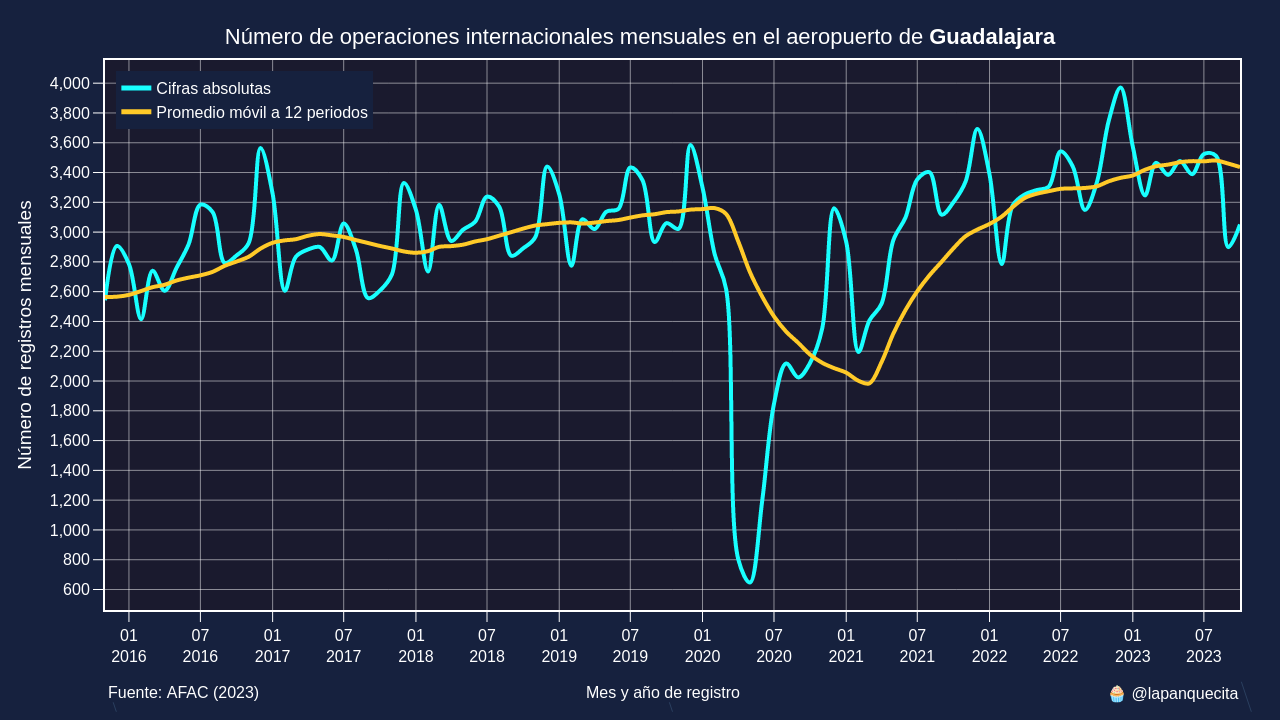 Número de operaciones internacionales mensuales en el aeropuerto de Guadalajara
Cifras absolutas
Promedio móvil a 12 periodos
Número de registros mensuales
4,000
3,800
3,600
3,400
3,200
3,000
2,800
2,600
2,400
2,200
2,000
1,800
1,600
1,400
1,200
1,000
800
600
01 07 01 07 01 07 01 07 01 07 01 07 01 07 01 07
2016 2016 2017 2017 2018 2018 2019 2019 2020 2020 2021 2021 2022 2022 2023 2023
Fuente: AFAC (2023) Mes y año de registro 🧁 @lapanquecita